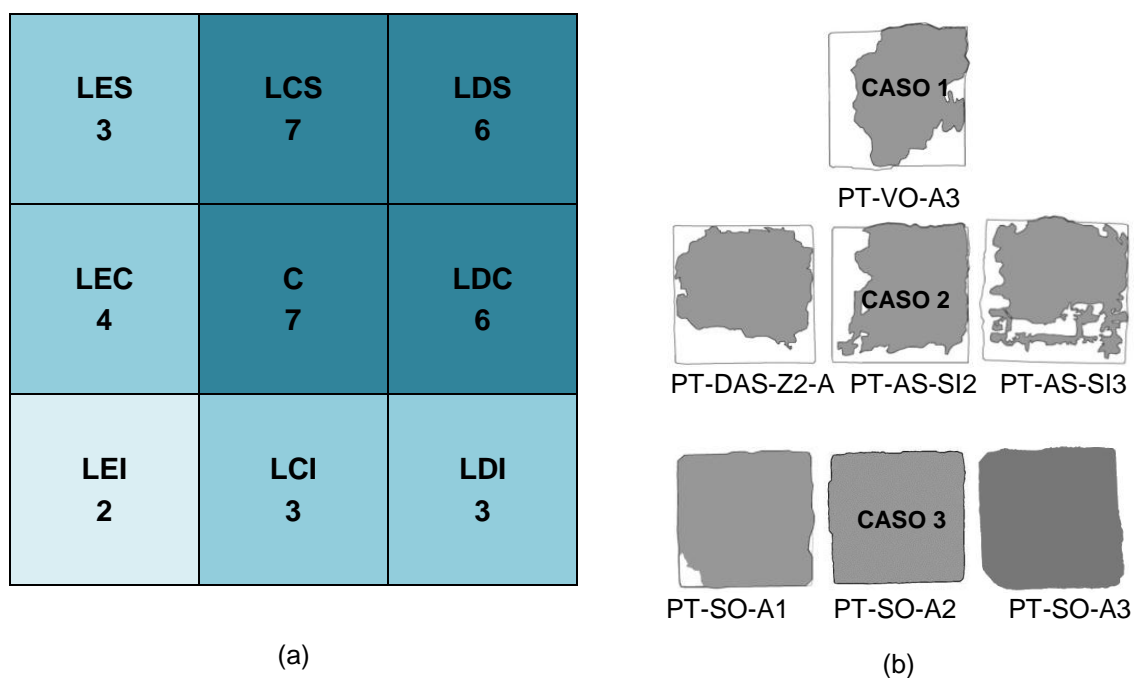 LES
3
LCS
7
LDS
6
LEC
4
C
7
LDC
6
LEI
2
LCI
3
LDI
3
(a)
CASO 1
PT-VO-A3
CASO 2
PT-DAS-Z2-A PT-AS-SI2 PT-AS-SI3
CASO 3
PT-SO-A1 PT-SO-A2 PT-SO-A3
(b)